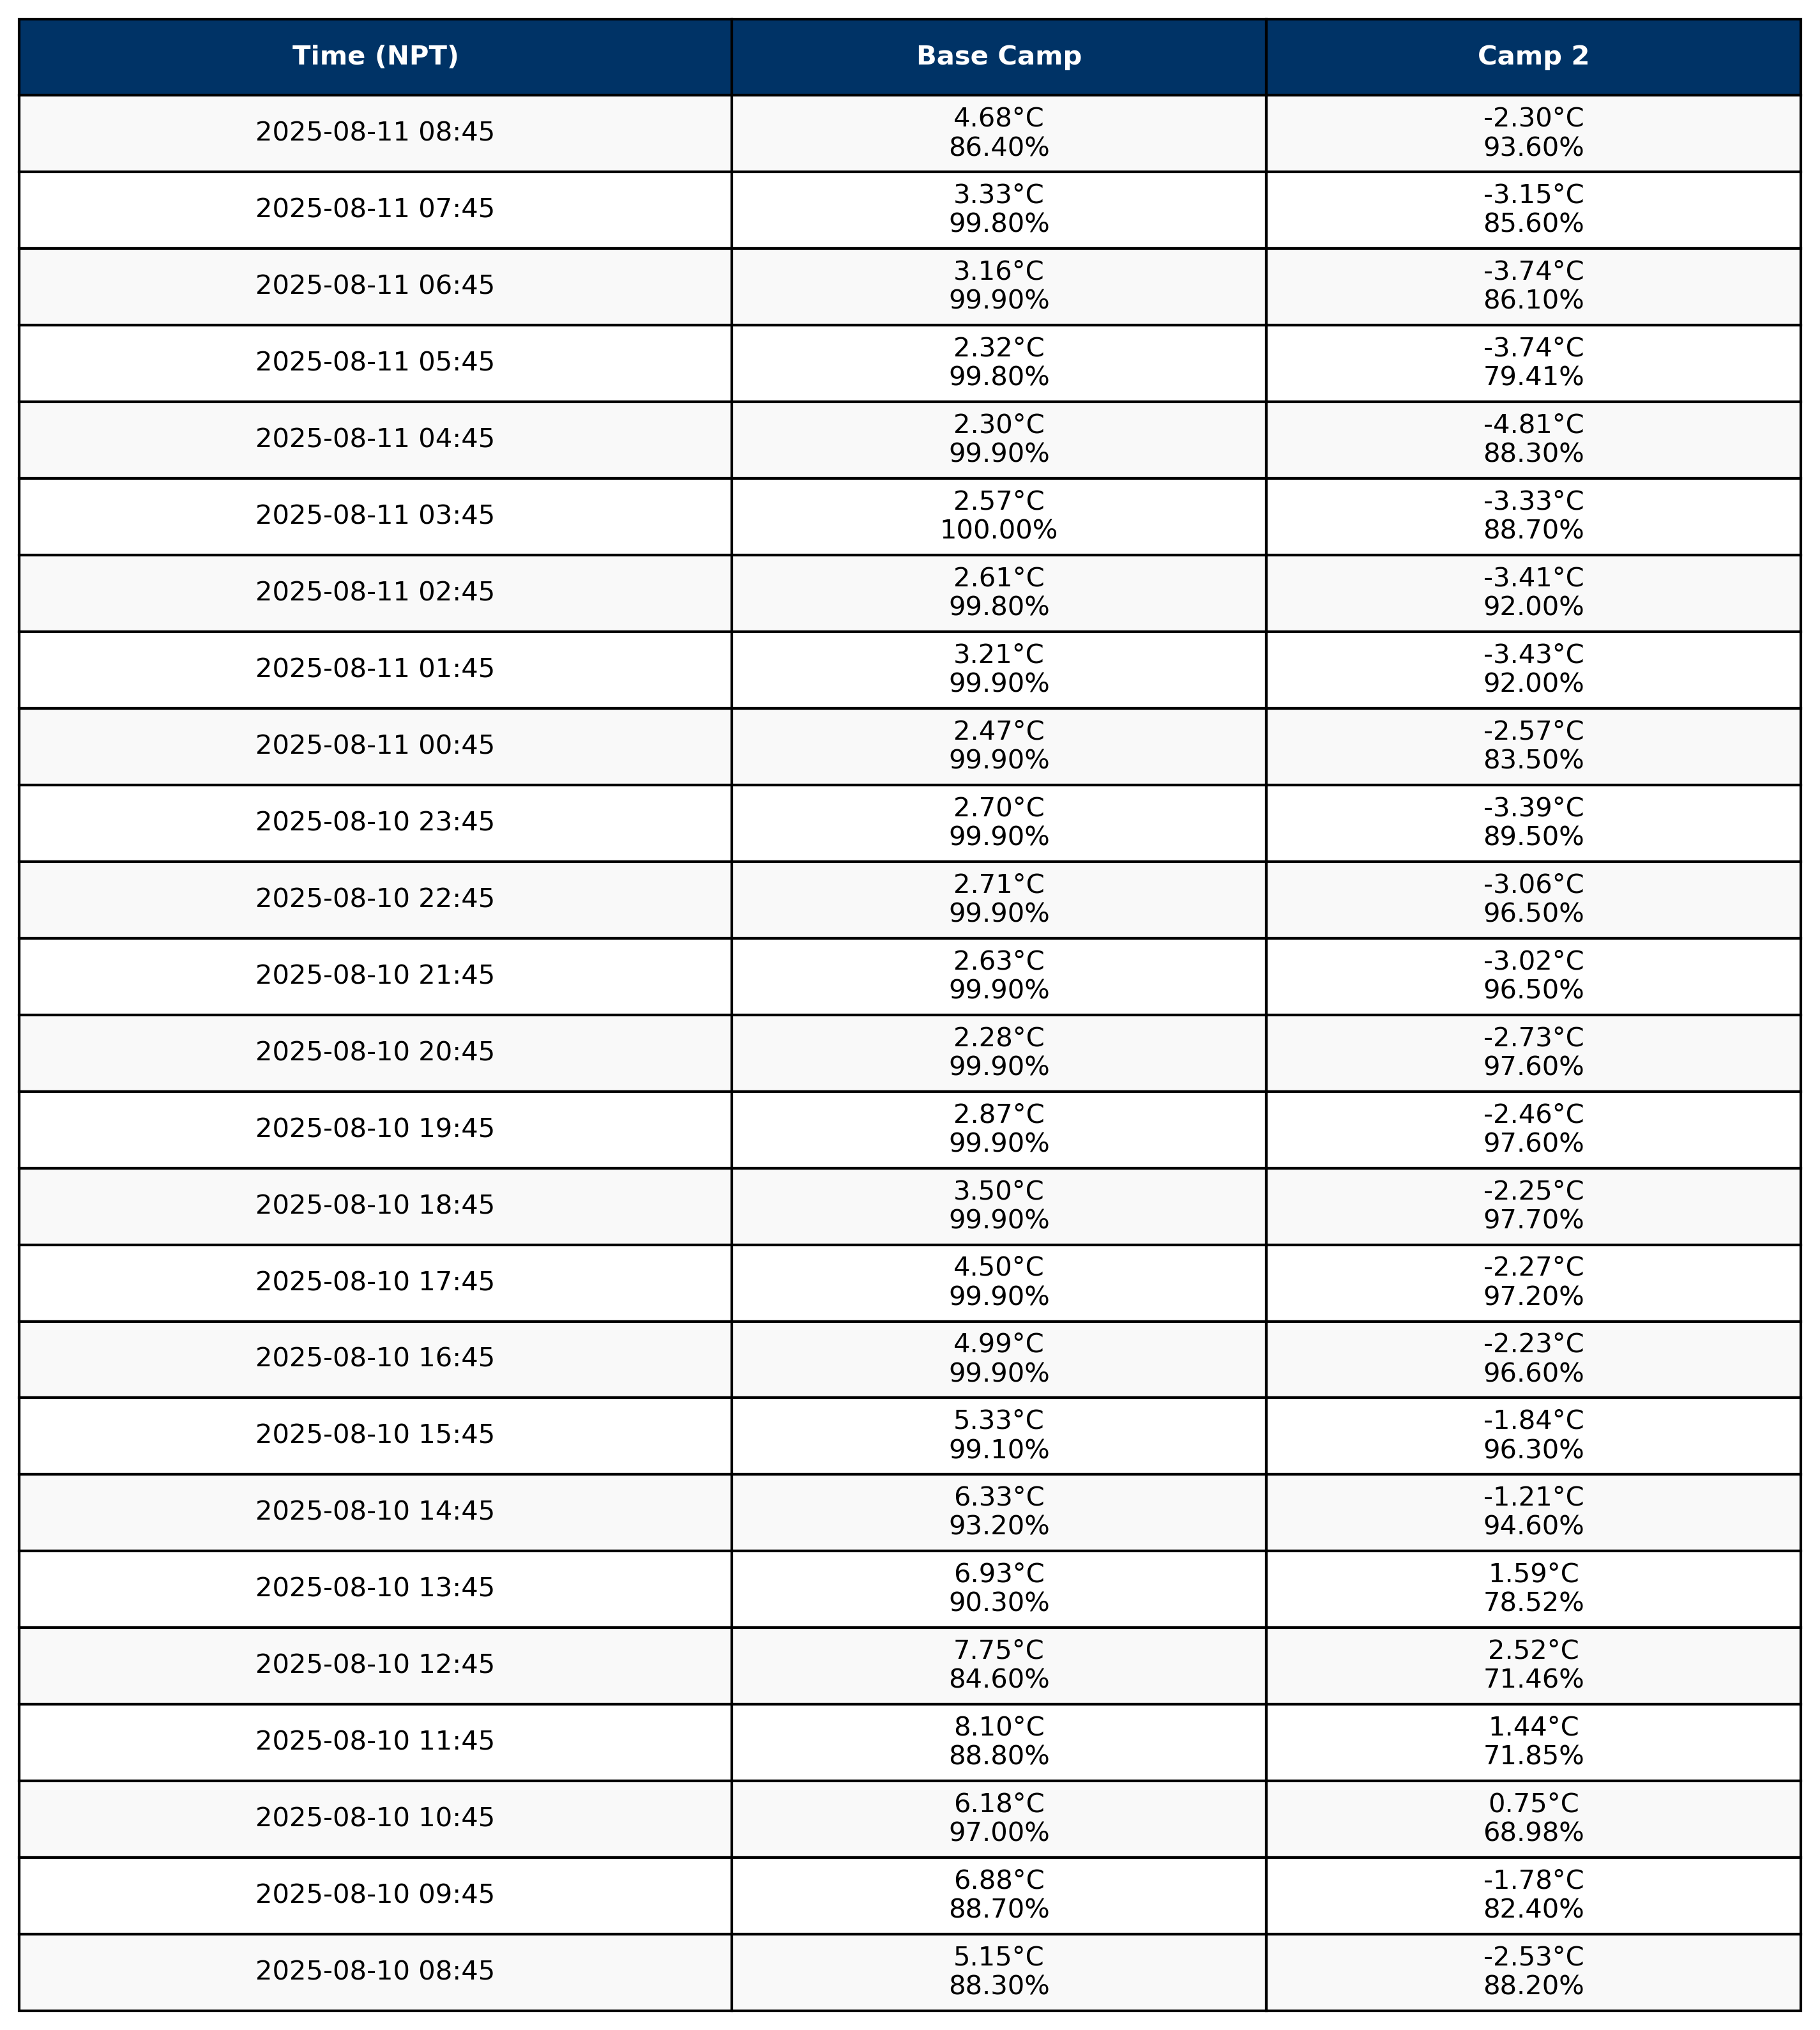 Time (NPT) Base Camp Camp 2
2025-08-11 08:45 4.68°C -2.30°C
86.40% 93.60%
2025-08-11 07:45 3.33°C -3.15°C
99.80% 85.60%
2025-08-11 06:45 3.16°C -3.74°C
99.90% 86.10%
2025-08-11 05:45 2.32°C -3.74°C
99.80% 79.41%
2025-08-11 04:45 2.30°C -4.81°C
99.90% 88.30%
2025-08-11 03:45 2.57°C -3.33°C
100.00% 88.70%
2025-08-11 02:45 2.61°C -3.41°C
99.80% 92.00%
2025-08-11 01:45 3.21°C -3.43°C
99.90% 92.00%
2025-08-11 00:45 2.47°C -2.57°C
99.90% 83.50%
2025-08-10 23:45 2.70°C -3.39°C
99.90% 89.50%
2025-08-10 22:45 2.71°C -3.06°C
99.90% 96.50%
2025-08-10 21:45 2.63°C -3.02°C
99.90% 96.50%
2025-08-10 20:45 2.28°C -2.73°C
99.90% 97.60%
2025-08-10 19:45 2.87°C -2.46°C
99.90% 97.60%
2025-08-10 18:45 3.50°C -2.25°C
99.90% 97.70%
2025-08-10 17:45 4.50°C -2.27°C
99.90% 97.20%
2025-08-10 16:45 4.99°C -2.23°C
99.90% 96.60%
2025-08-10 15:45 5.33°C -1.84°C
99.10% 96.30%
2025-08-10 14:45 6.33°C -1.21°C
93.20% 94.60%
2025-08-10 13:45 6.93°C 1.59°C
90.30% 78.52%
2025-08-10 12:45 7.75°C 2.52°C
84.60% 71.46%
2025-08-10 11:45 8.10°C 1.44°C
88.80% 71.85%
2025-08-10 10:45 6.18°C 0.75°C
97.00% 68.98%
2025-08-10 09:45 6.88°C -1.78°C
88.70% 82.40%
2025-08-10 08:45 5.15°C -2.53°C
88.30% 88.20%